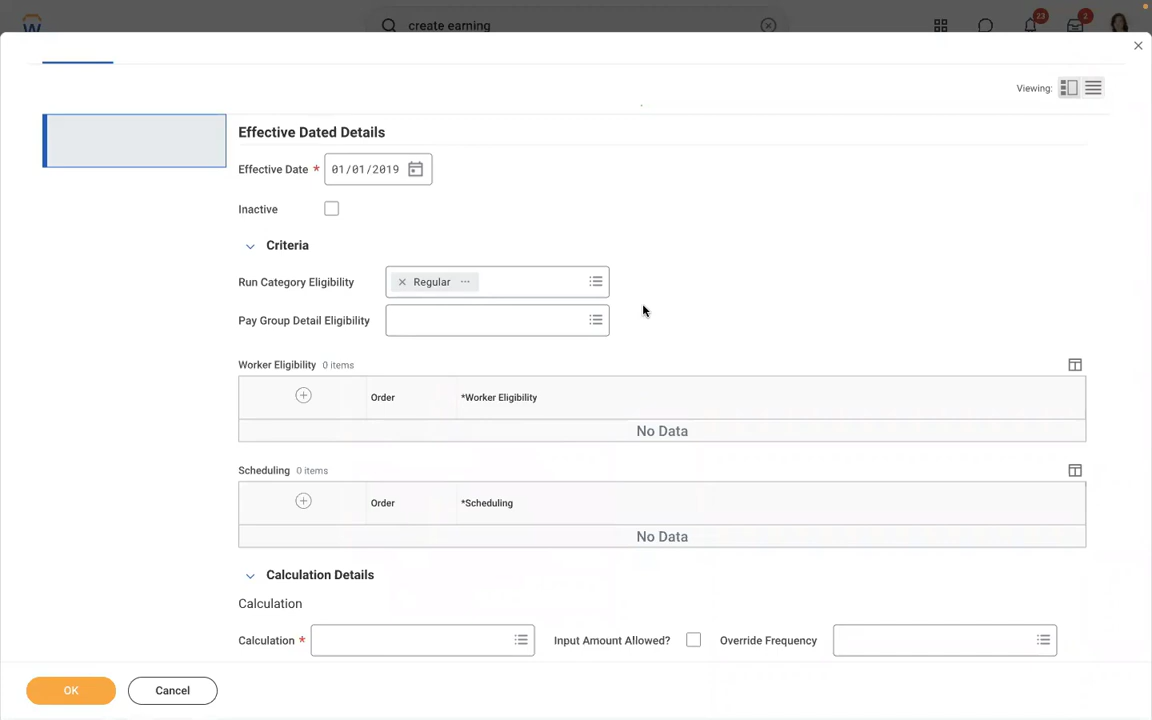 create earning
23
2
Viewing:
Effective Dated Details
Effective Date * 01/01/2019
Inactive
Criteria
Run Category Eligibility Regular
Pay Group Detail Eligibility
Worker Eligibility 0 items
Order *Worker Eligibility
No Data
Scheduling 0 items
Order *Scheduling
No Data
Calculation Details
Calculation
Calculation * Input Amount Allowed? Override Frequency
OK Cancel